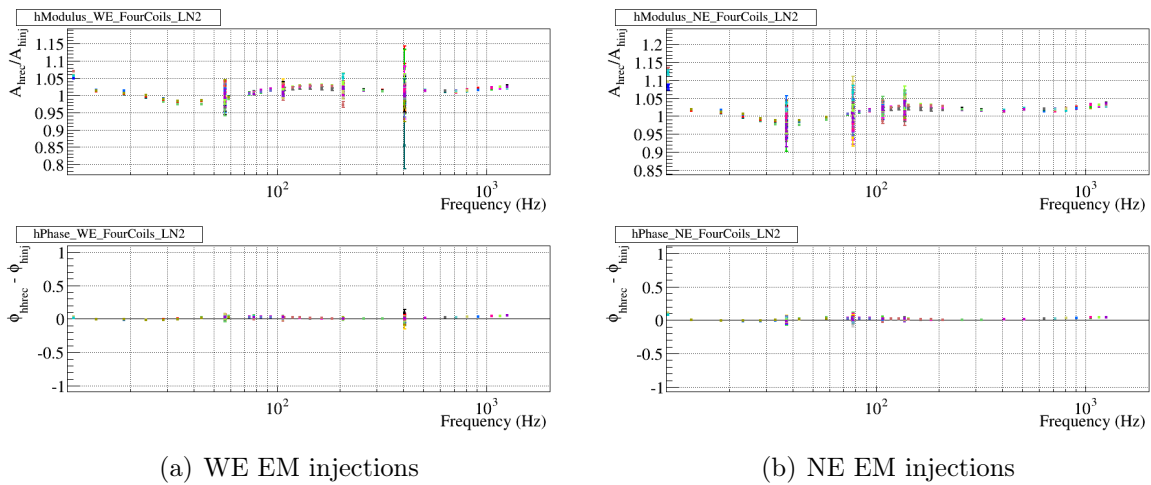 hModulus_WE_FourCoils_LN2
A_hrec/A_hinj
1.15
1.1
1.05
1
0.95
0.9
0.85
0.8
10^2
10^3
Frequency (Hz)
hPhase_WE_FourCoils_LN2
ϕ_hhrec - ϕ_hinj
1
0.5
0
-0.5
-1
10^2
10^3
Frequency (Hz)
(a) WE EM injections
hModulus_NE_FourCoils_LN2
A_hrec/A_hinj
1.2
1.15
1.1
1.05
1
0.95
0.9
0.85
10^2
10^3
Frequency (Hz)
hPhase_NE_FourCoils_LN2
ϕ_hhrec - ϕ_hinj
1
0.5
0
-0.5
-1
10^2
10^3
Frequency (Hz)
(b) NE EM injections